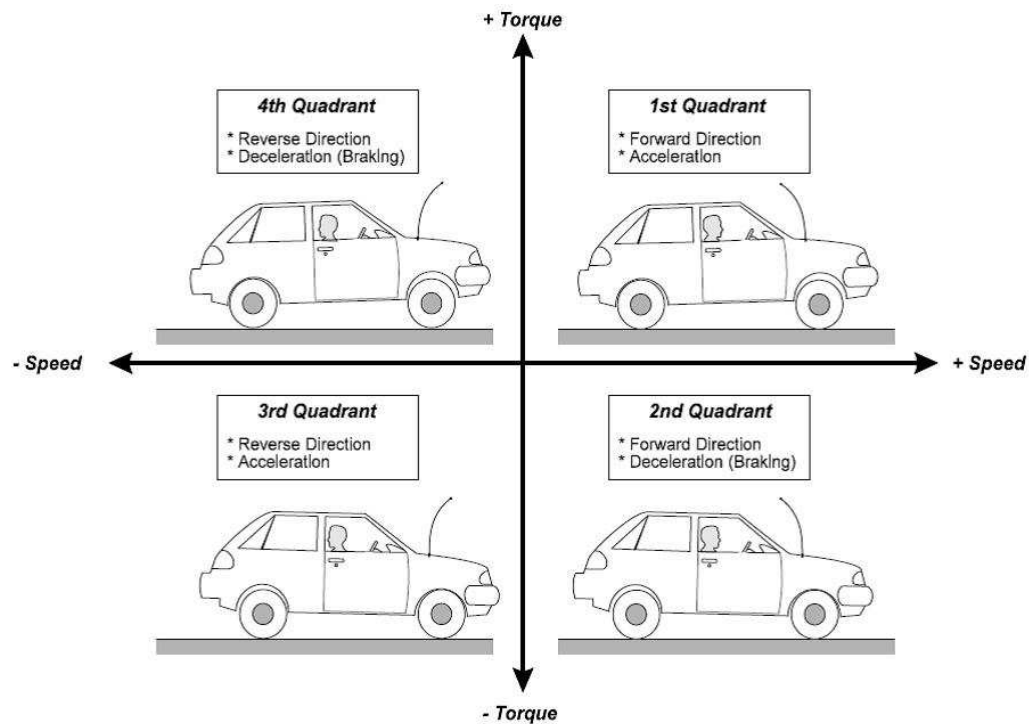 + Torque
4th Quadrant
* Reverse Direction
* Deceleration (Braking)
1st Quadrant
* Forward Direction
* Acceleration
- Speed
+ Speed
3rd Quadrant
* Reverse Direction
* Acceleration
2nd Quadrant
* Forward Direction
* Deceleration (Braking)
- Torque